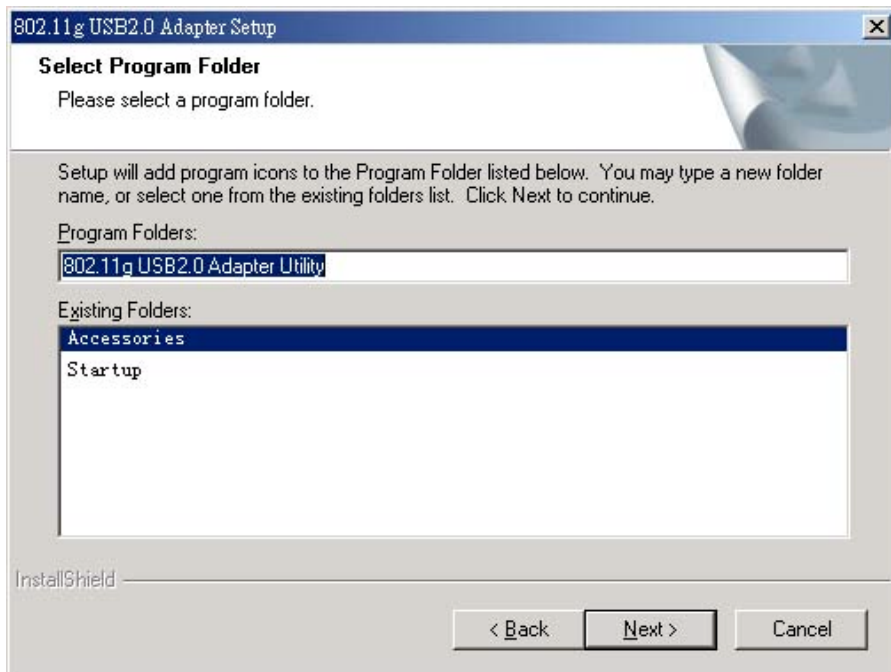 802.11g USB2.0 Adapter Setup
Select Program Folder
Please select a program folder.
Setup will add program icons to the Program Folder listed below. You may type a new folder
name, or select one from the existing folders list. Click Next to continue.
Program Folders:
802.11g USB2.0 Adapter Utility
Existing Folders:
Accessories
Startup
InstallShield
< Back
Next >
Cancel